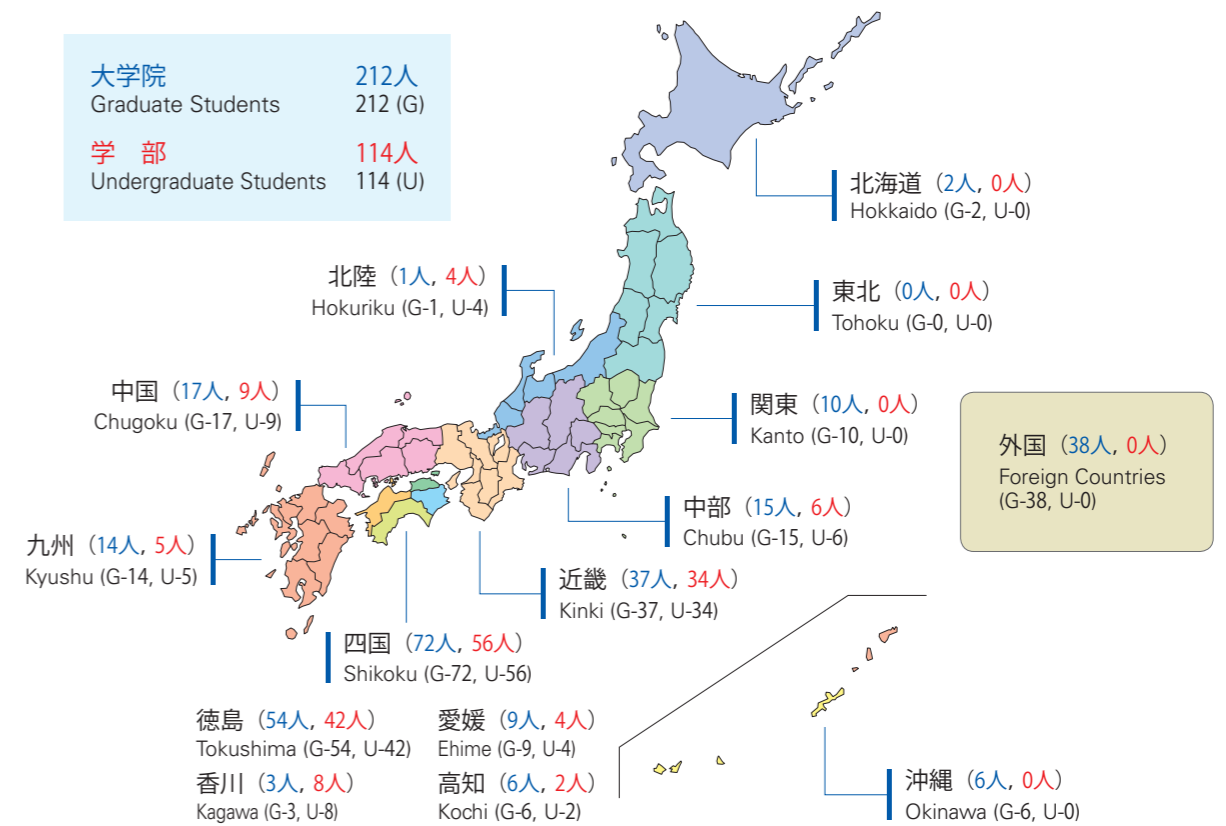 大学院 212人
Graduate Students 212 (G)
学 部 114人
Undergraduate Students 114 (U)
北海道（2人, 0人）
Hokkaido (G-2, U-0)
北陸（1人, 4人）
Hokuriku (G-1, U-4)
東北（0人, 0人）
Tohoku (G-0, U-0)
中国（17人, 9人）
Chugoku (G-17, U-9)
関東（10人, 0人）
Kanto (G-10, U-0)
外国（38人, 0人）
Foreign Countries
(G-38, U-0)
中部（15人, 6人）
Chubu (G-15, U-6)
九州（14人, 5人）
Kyushu (G-14, U-5)
近畿（37人, 34人）
Kinki (G-37, U-34)
四国（72人, 56人）
Shikoku (G-72, U-56)
徳島（54人, 42人） 愛媛（9人, 4人）
Tokushima (G-54, U-42) Ehime (G-9, U-4)
香川（3人, 8人） 高知（6人, 2人）
Kagawa (G-3, U-8) Kochi (G-6, U-2)
沖縄（6人, 0人）
Okinawa (G-6, U-0)